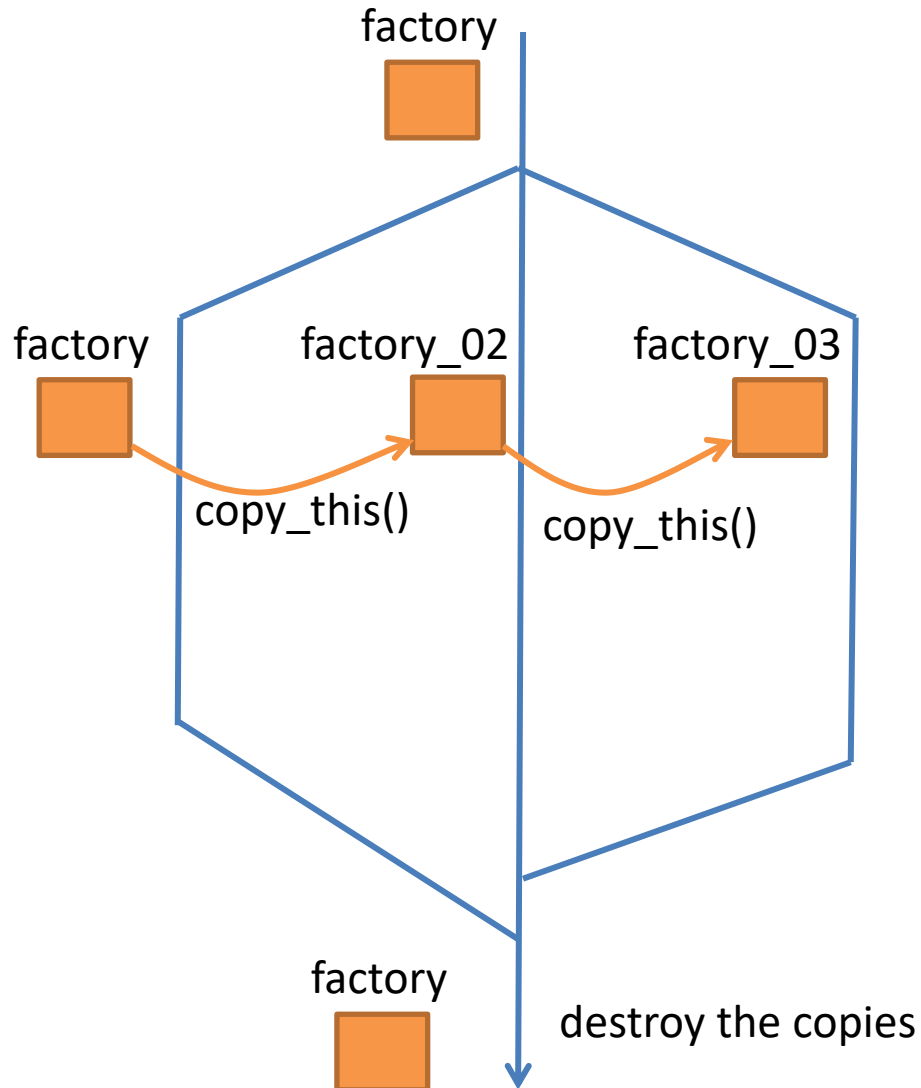 factory
factory
factory_02
factory_03
copy_this()
copy_this()
factory
destroy the copies